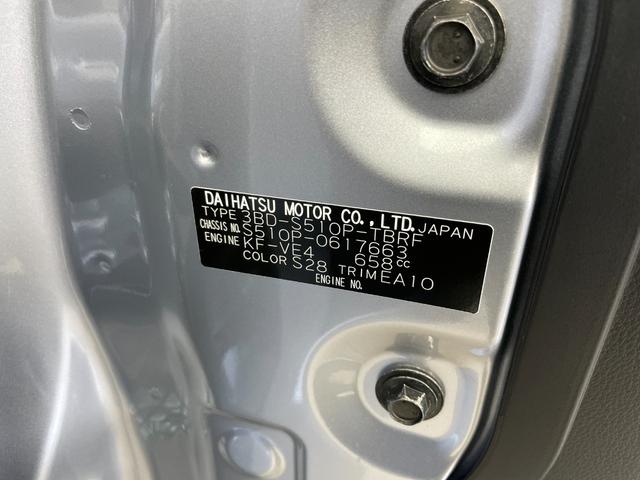 DAIHATSU MOTOR CO.,LTD. JAPAN
TYPE 3BD-S510P-TBRF
CHASSIS NO. S510P-0617663
ENGINE KF-VE4 658cc
COLOR S28 TRIM EA10
ENGINE NO.